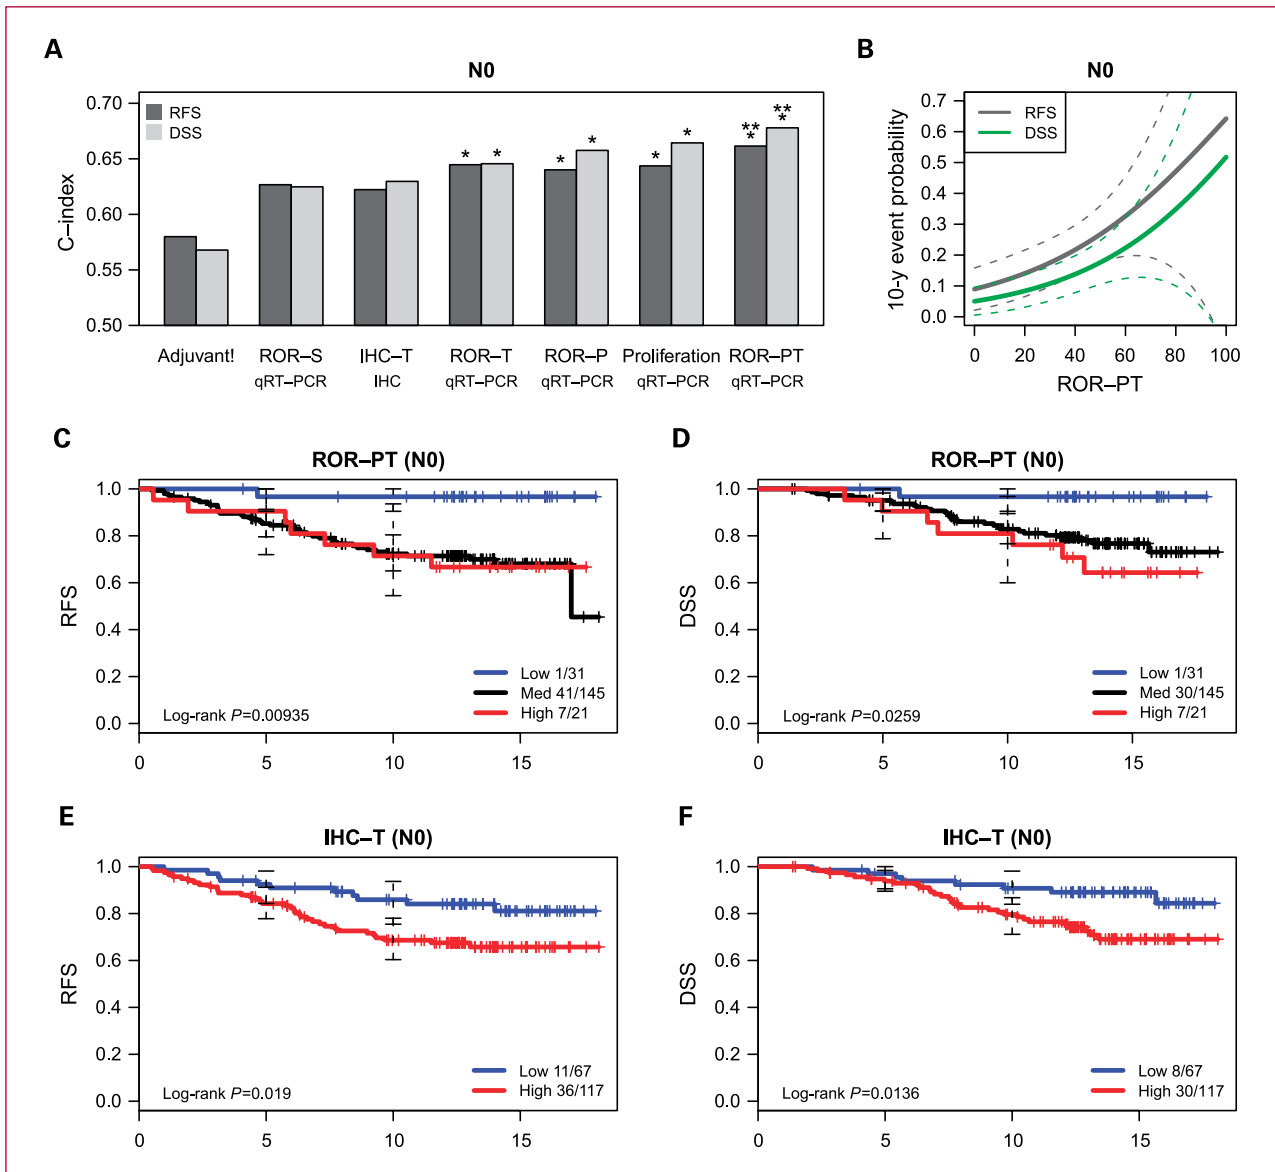 A
N0
RFS
DSS
C–index
0.70
0.65
0.60
0.55
0.50
* * * * * * ** * ** *
Adjuvant! ROR–S IHC–T ROR–T ROR–P Proliferation ROR–PT
qRT–PCR IHC qRT–PCR qRT–PCR qRT–PCR qRT–PCR
B
N0
RFS
DSS
10-y event probability
0.7
0.6
0.5
0.4
0.3
0.2
0.1
0.0
0 20 40 60 80 100
ROR–PT
C
ROR–PT (N0)
RFS
1.0
0.8
0.6
0.4
0.2
0.0
Low 1/31
Med 41/145
High 7/21
Log-rank P=0.00935
0 5 10 15
D
ROR–PT (N0)
DSS
1.0
0.8
0.6
0.4
0.2
0.0
Low 1/31
Med 30/145
High 7/21
Log-rank P=0.0259
0 5 10 15
E
IHC–T (N0)
RFS
1.0
0.8
0.6
0.4
0.2
0.0
Low 11/67
High 36/117
Log-rank P=0.019
0 5 10 15
F
IHC–T (N0)
DSS
1.0
0.8
0.6
0.4
0.2
0.0
Low 8/67
High 30/117
Log-rank P=0.0136
0 5 10 15